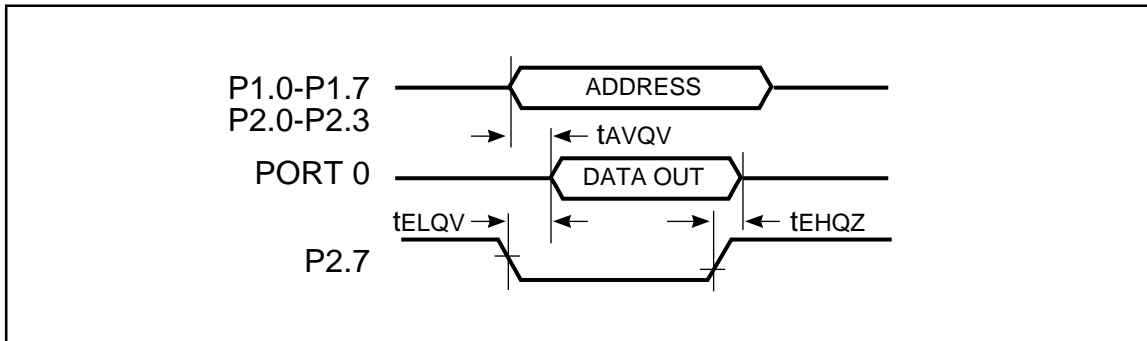 P1.0-P1.7
ADDRESS
P2.0-P2.3
tAVQV
PORT 0
DATA OUT
tELQV
tEHQZ
P2.7